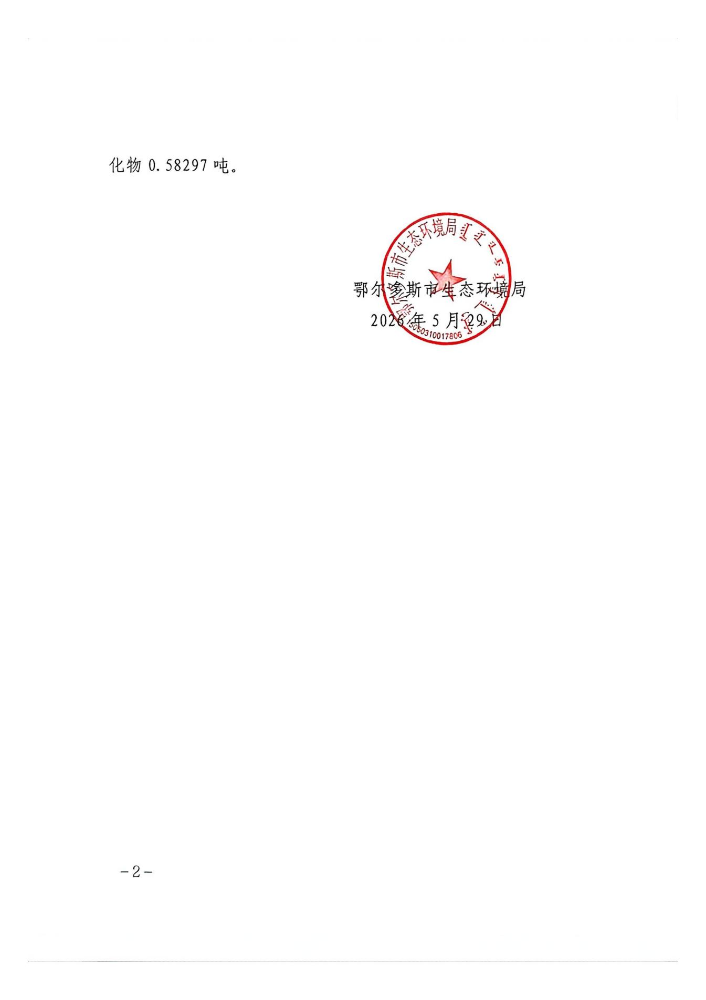 化物 0.58297 吨。
鄂尔多斯市生态环境局
鄂尔多斯市生态环境局
2026 年 5 月 29 日
15060310017806
-2-